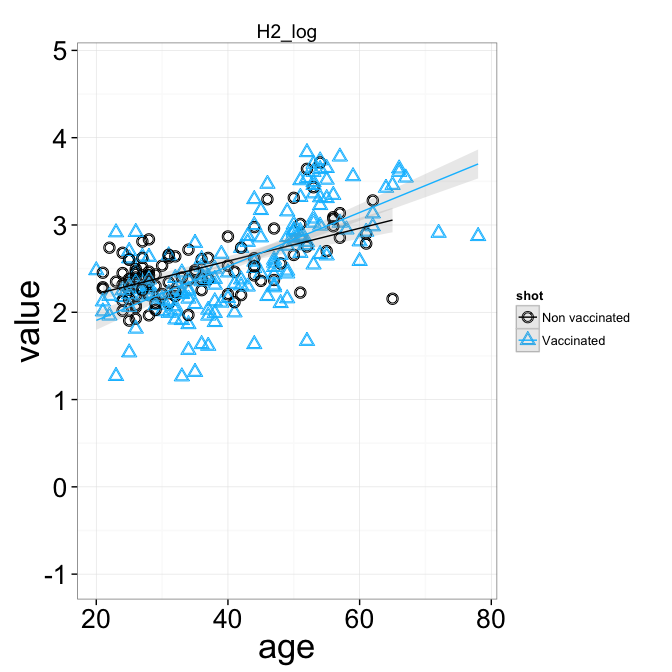 H2_log
5
4
3
2
1
0
-1
value
20 40 60 80
age
shot
Non vaccinated
Vaccinated